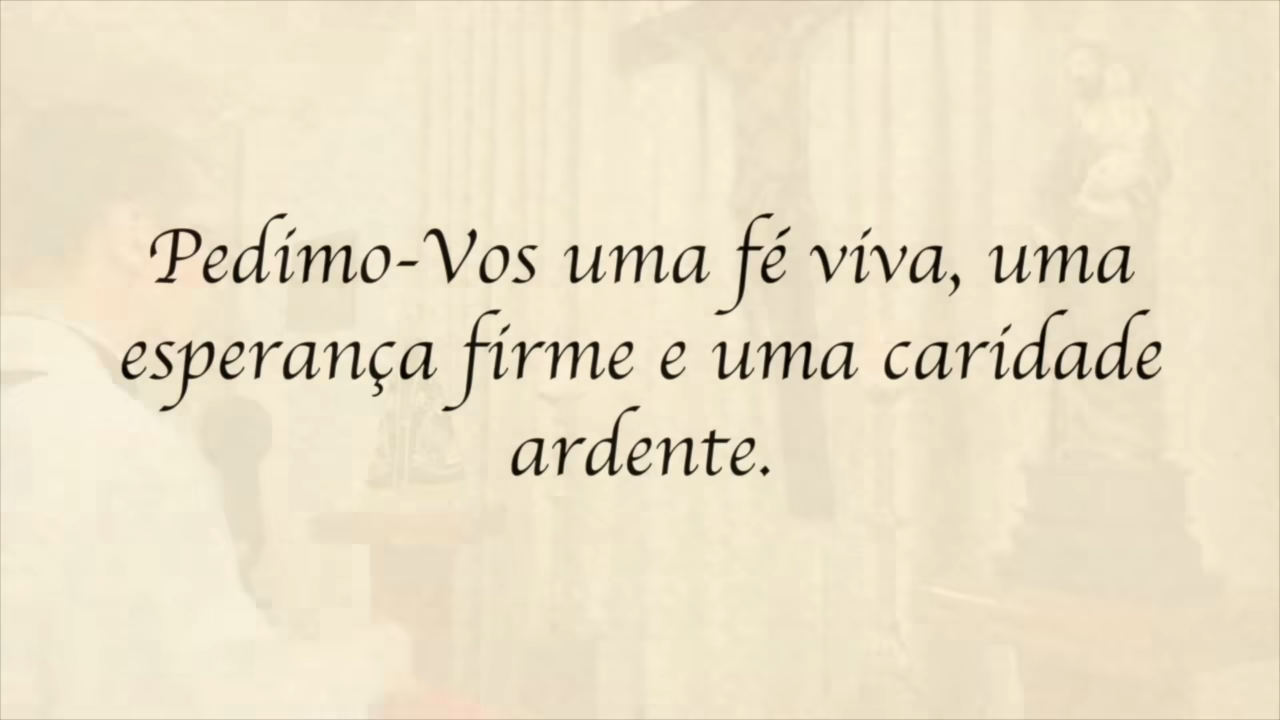 Pedimo-Vos uma fé viva, uma
esperança firme e uma caridade
ardente.